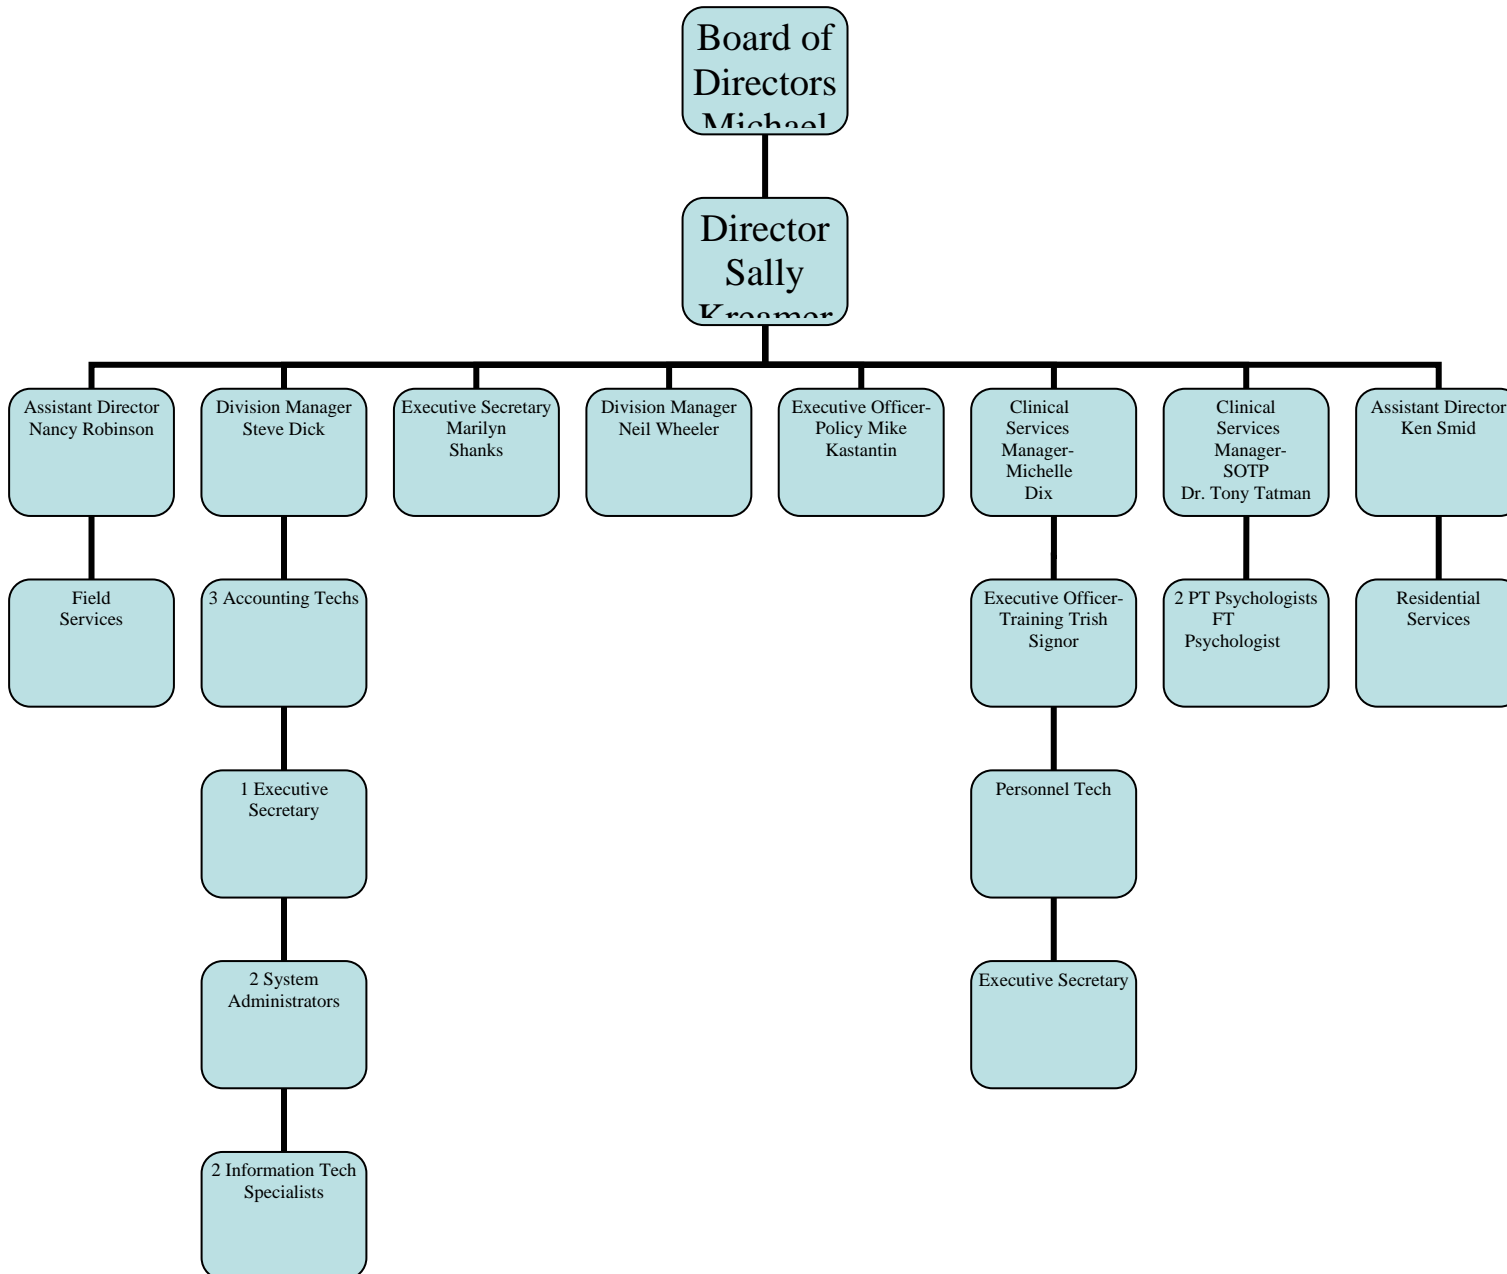 Board of
Directors
Michael
Director
Sally
Kreamer
Assistant Director
Nancy Robinson
Division Manager
Steve Dick
Executive Secretary
Marilyn
Shanks
Division Manager
Neil Wheeler
Executive Officer-
Policy Mike
Kastantin
Clinical
Services
Manager-
Michelle
Dix
Clinical
Services
Manager-
SOTP
Dr. Tony Tatman
Assistant Director
Ken Smid
Field
Services
3 Accounting Techs
Executive Officer-
Training Trish
Signor
2 PT Psychologists
FT
Psychologist
Residential
Services
1 Executive
Secretary
Personnel Tech
2 System
Administrators
Executive Secretary
2 Information Tech
Specialists